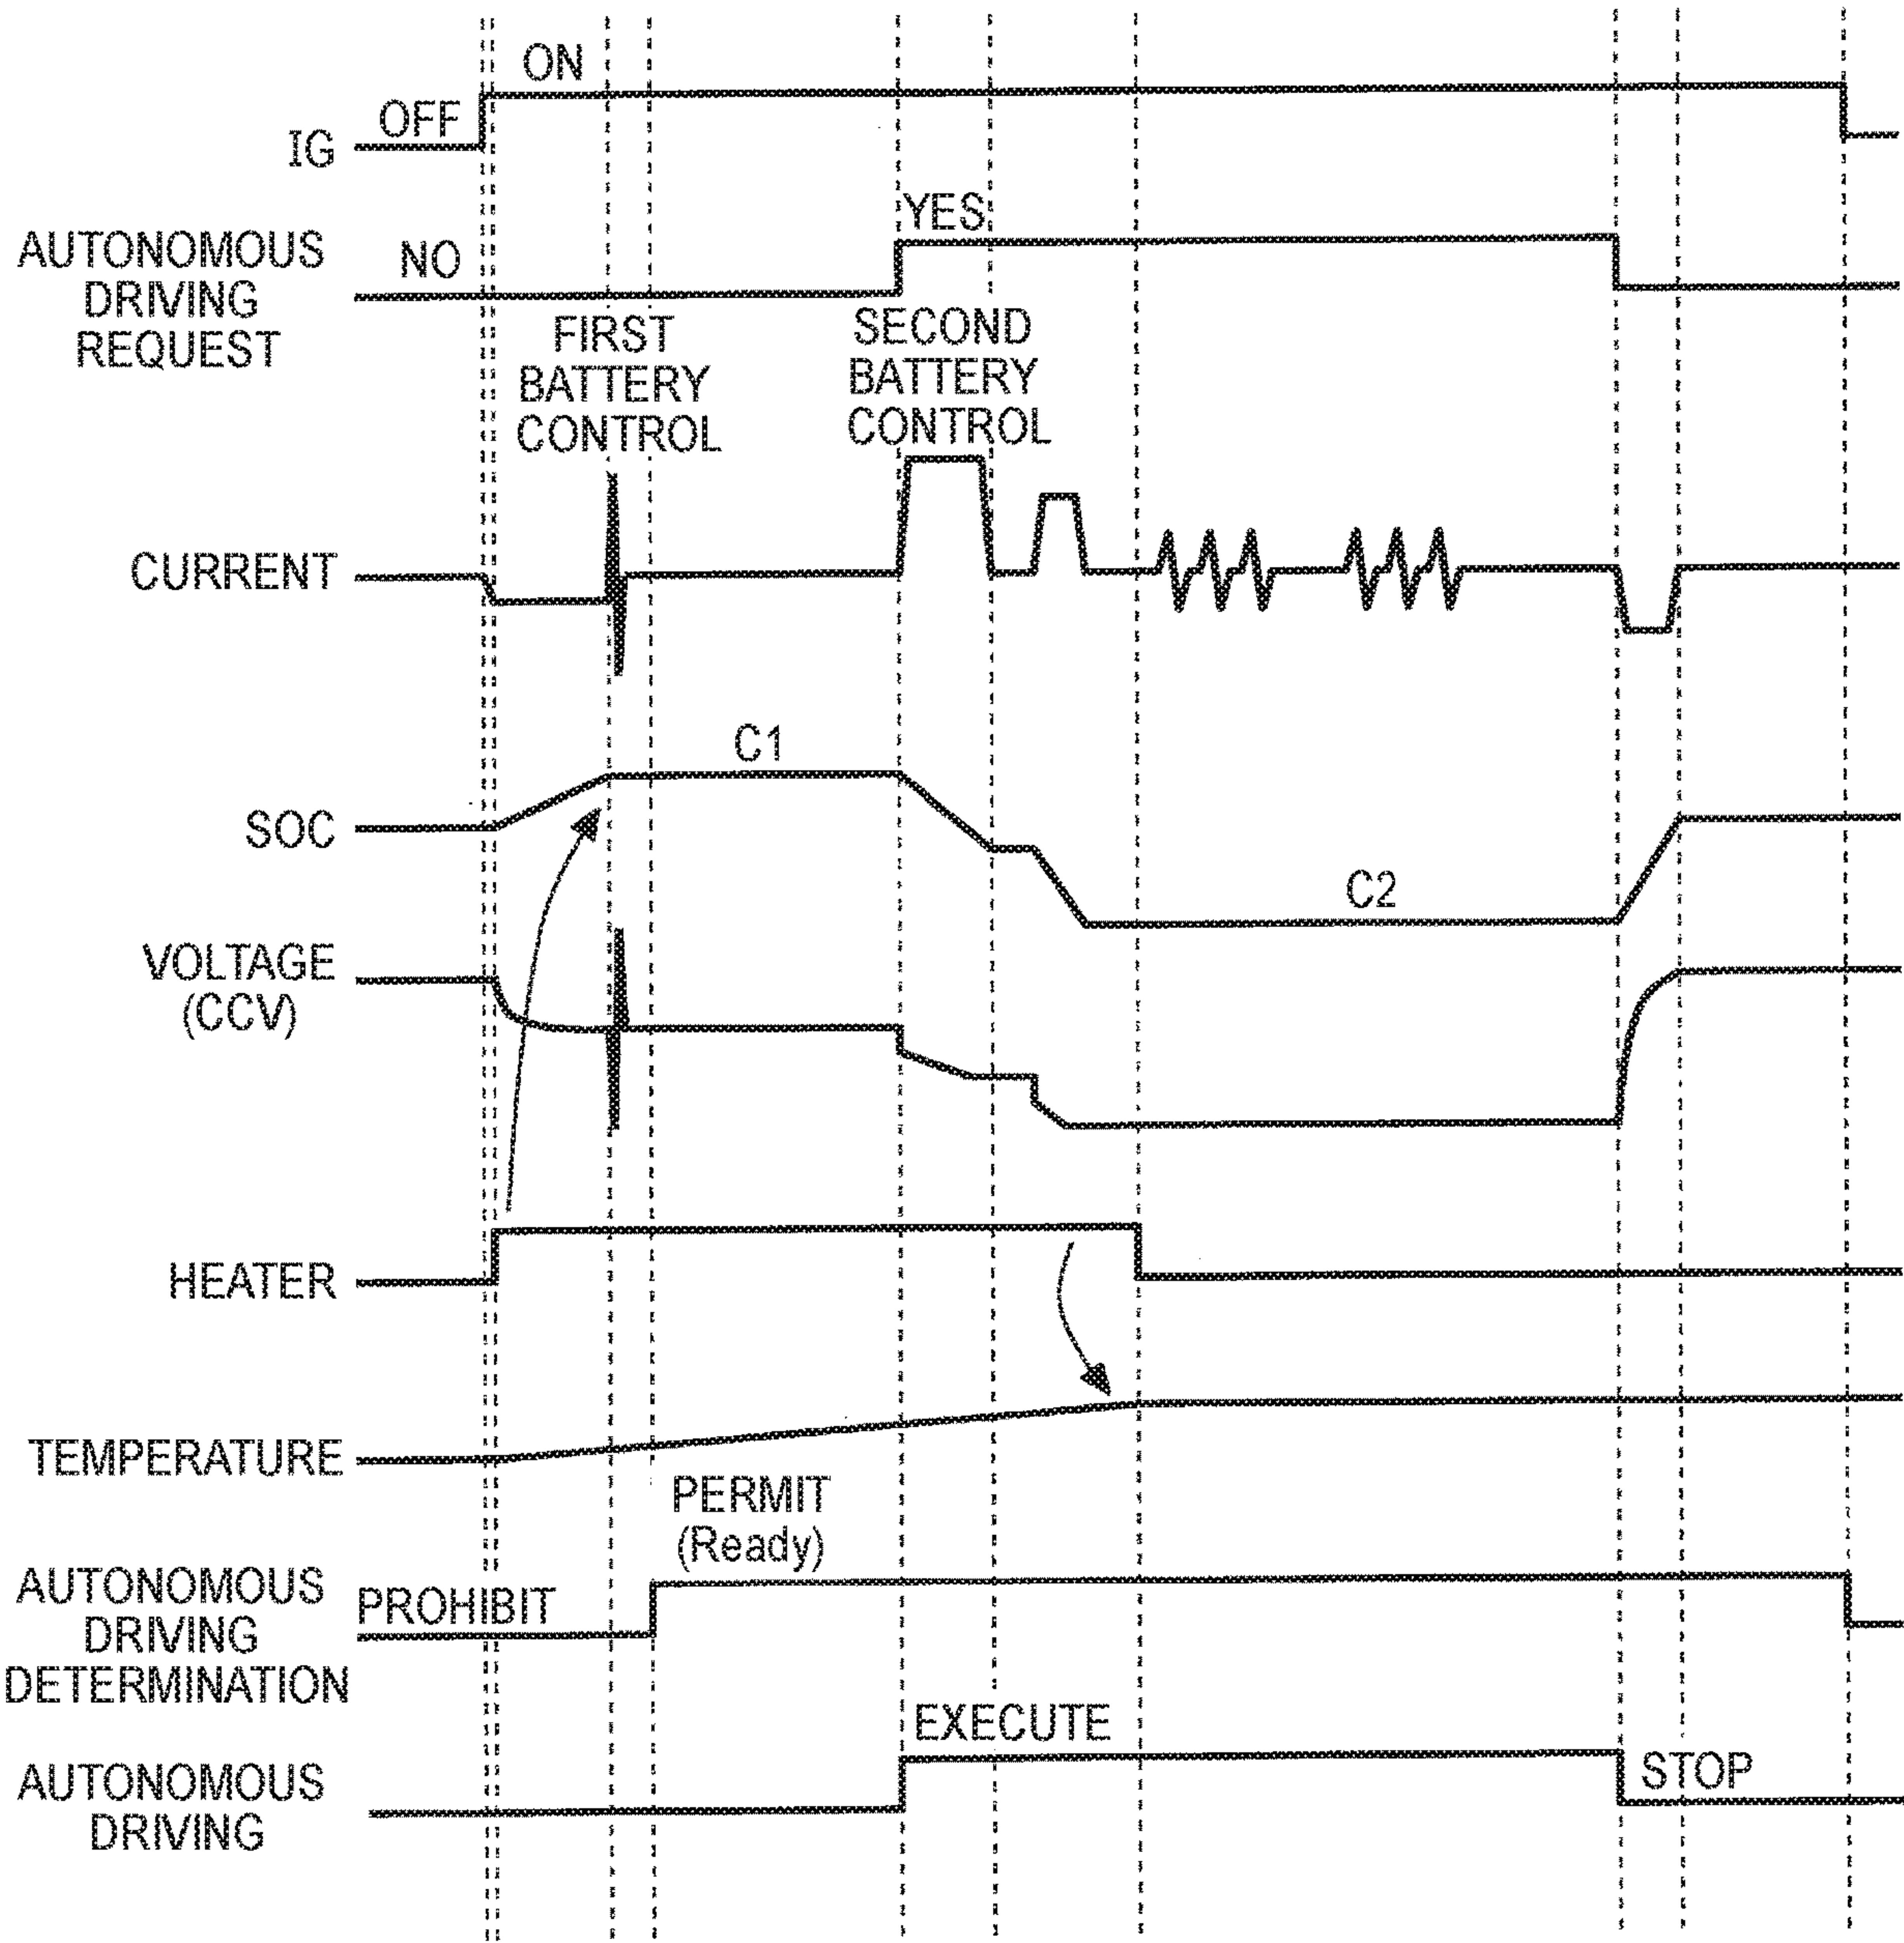 ON
OFF
IG
YES
AUTONOMOUS
DRIVING
REQUEST
NO
FIRST
BATTERY
CONTROL
SECOND
BATTERY
CONTROL
CURRENT
C1
SOC
C2
VOLTAGE
(CCV)
HEATER
TEMPERATURE
PERMIT
(Ready)
AUTONOMOUS
DRIVING
DETERMINATION
PROHIBIT
EXECUTE
AUTONOMOUS
DRIVING
STOP